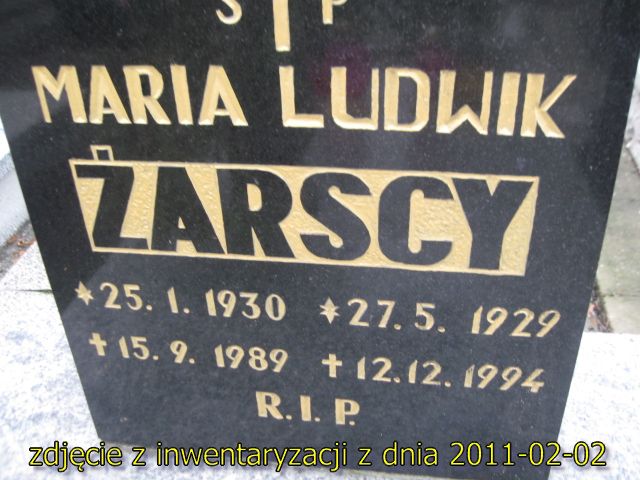 Ś P
MARIA LUDWIK
ŻARSCY
* 25. 1. 1930 * 27. 5. 1929
✝ 15. 9. 1989 ✝ 12. 12. 1994
R. I. P.
zdjęcie z inwentaryzacji z dnia 2011-02-02